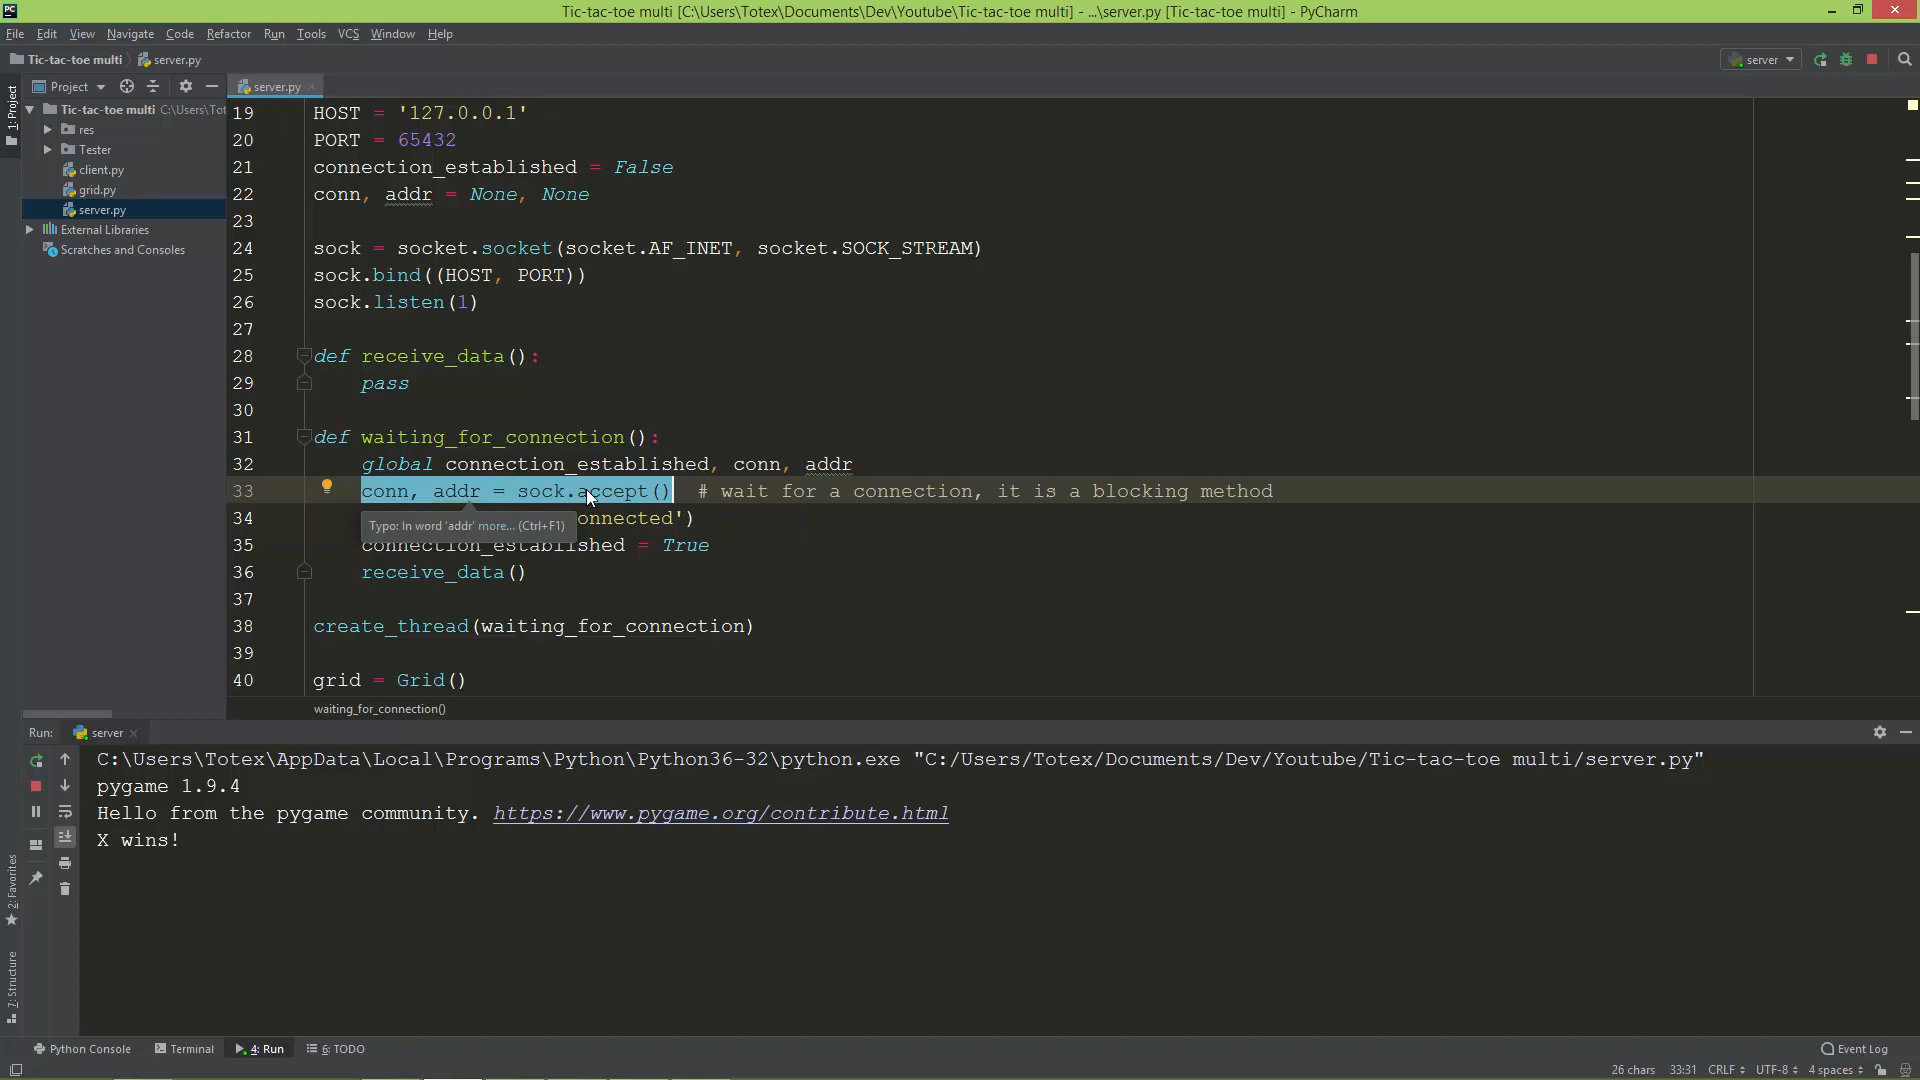 Tic-tac-toe multi [C:\Users\Totex\Documents\Dev\Youtube\Tic-tac-toe multi] - ...\server.py [Tic-tac-toe multi] - PyCharm
File Edit View Navigate Code Refactor Run Tools VCS Window Help
Tic-tac-toe multi server.py server
Project server.py
1: Project
Tic-tac-toe multi C:\Users\Tot
res
Tester
client.py
grid.py
server.py
External Libraries
Scratches and Consoles
19 HOST = '127.0.0.1'
20 PORT = 65432
21 connection_established = False
22 conn, addr = None, None
23
24 sock = socket.socket(socket.AF_INET, socket.SOCK_STREAM)
25 sock.bind((HOST, PORT))
26 sock.listen(1)
27
28 def receive_data():
29 pass
30
31 def waiting_for_connection():
32 global connection_established, conn, addr
33 conn, addr = sock.accept() # wait for a connection, it is a blocking method
34 onnected')
Typo: In word 'addr' more... (Ctrl+F1)
35 connection_established = True
36 receive_data()
37
38 create_thread(waiting_for_connection)
39
40 grid = Grid()
waiting_for_connection()
Run: server
C:\Users\Totex\AppData\Local\Programs\Python\Python36-32\python.exe "C:/Users/Totex/Documents/Dev/Youtube/Tic-tac-toe multi/server.py"
pygame 1.9.4
Hello from the pygame community. https://www.pygame.org/contribute.html
X wins!
2: Favorites
7: Structure
Python Console Terminal 4: Run 6: TODO Event Log
26 chars 33:31 CRLF UTF-8 4 spaces